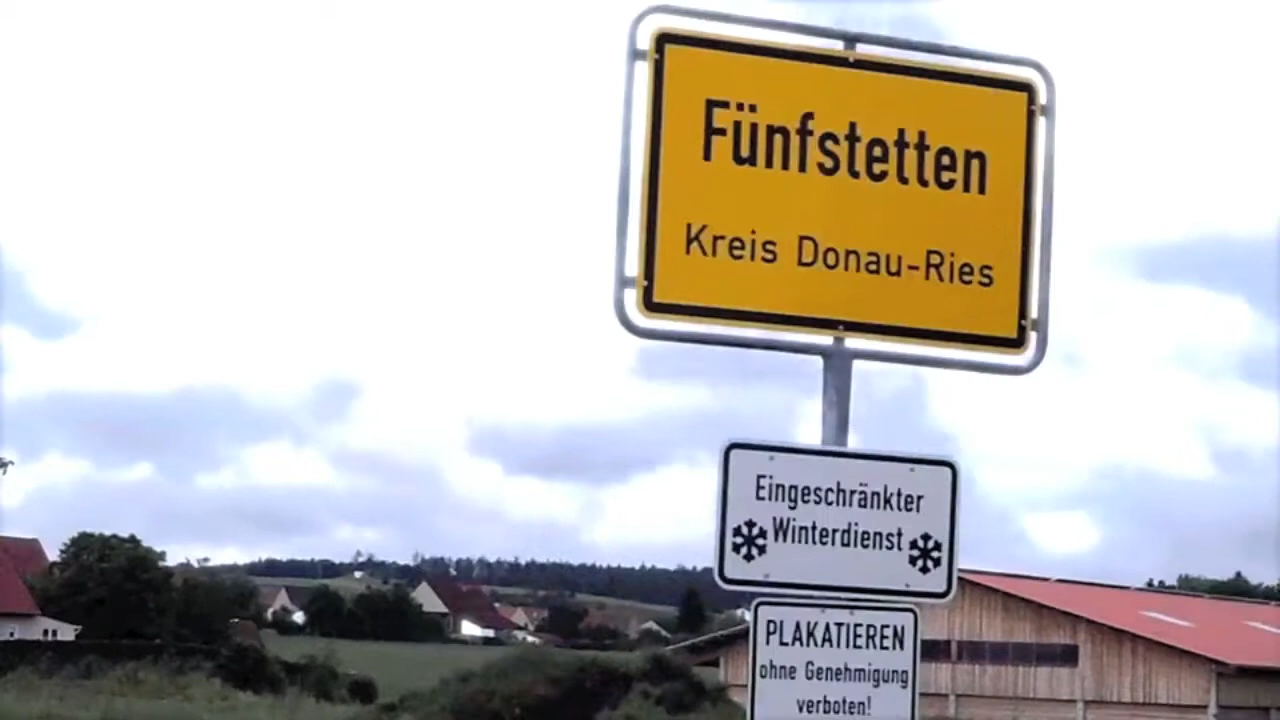 Fünfstetten
Kreis Donau-Ries
Eingeschränkter
Winterdienst
PLAKATIEREN
ohne Genehmigung
verboten!